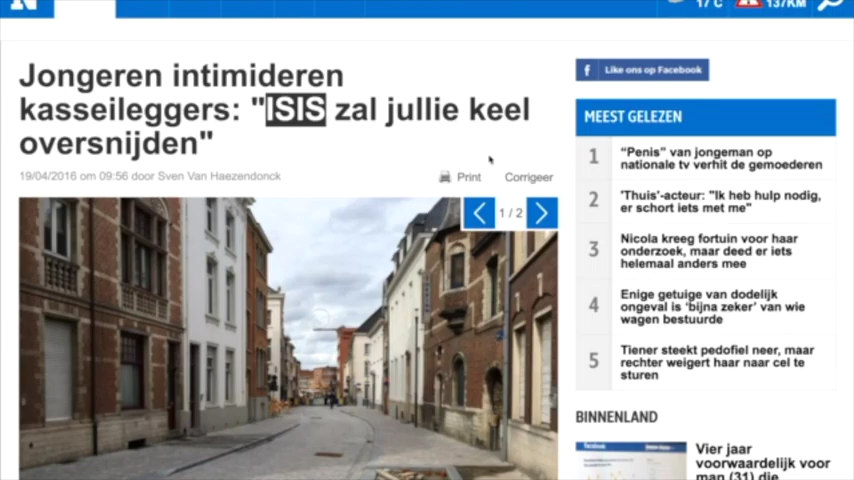 N
17°C
137KM
Jongeren intimideren
kasseileggers: "ISIS zal jullie keel
oversnijden"
19/04/2016 om 09:56 door Sven Van Haezendonck
Print
Corrigeer
1 / 2
f Like ons op Facebook
MEEST GELEZEN
1 “Penis” van jongeman op
nationale tv verhit de gemoederen
2 'Thuis'-acteur: "Ik heb hulp nodig,
er schort iets met me"
3 Nicola kreeg fortuin voor haar
onderzoek, maar deed er iets
helemaal anders mee
4 Enige getuige van dodelijk
ongeval is ‘bijna zeker’ van wie
wagen bestuurde
5 Tiener steekt pedofiel neer, maar
rechter weigert haar naar cel te
sturen
BINNENLAND
facebook
Vier jaar
voorwaardelijk voor
man (31) die